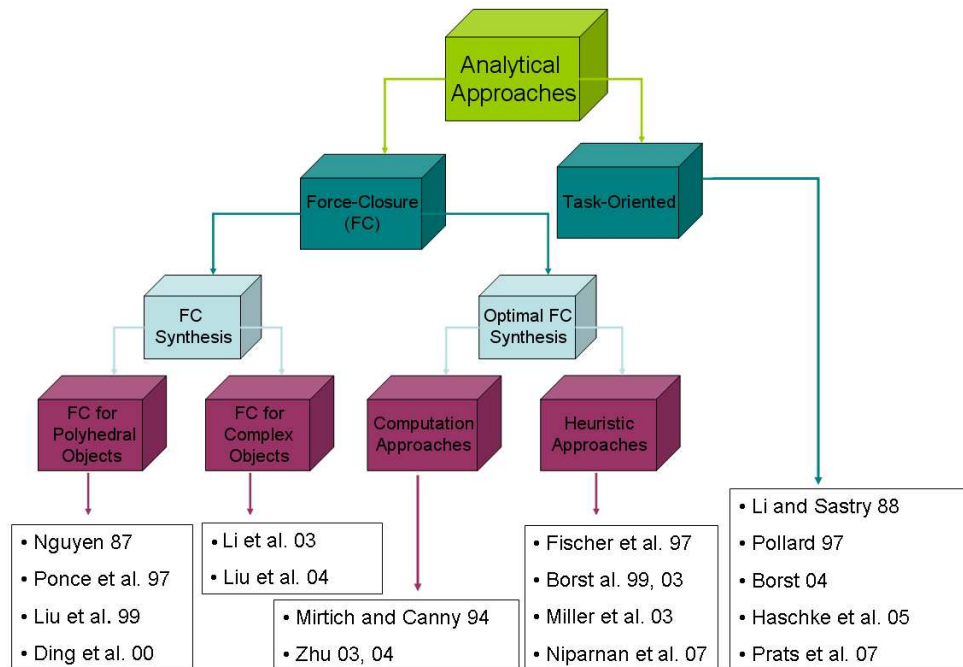 Analytical
Approaches
Force-Closure
(FC)
Task-Oriented
FC
Synthesis
Optimal FC
Synthesis
FC for
Polyhedral
Objects
FC for
Complex
Objects
Computation
Approaches
Heuristic
Approaches
• Nguyen 87
• Ponce et al. 97
• Liu et al. 99
• Ding et al. 00
• Li et al. 03
• Liu et al. 04
• Mirtich and Canny 94
• Zhu 03, 04
• Fischer et al. 97
• Borst al. 99, 03
• Miller et al. 03
• Niparnan et al. 07
• Li and Sastry 88
• Pollard 97
• Borst 04
• Haschke et al. 05
• Prats et al. 07